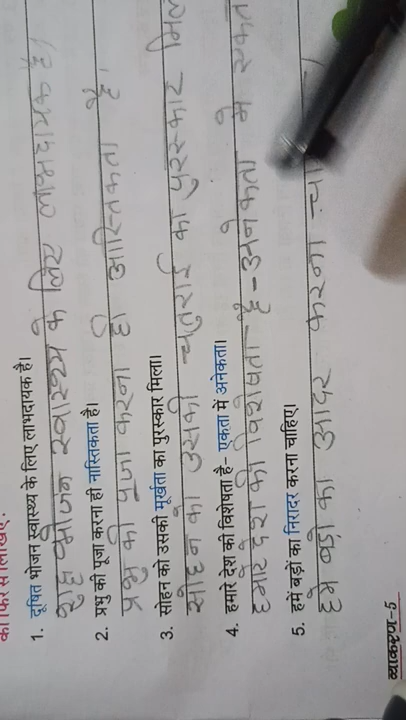 को फिर से लिखिए-
1. दूषित भोजन स्वास्थ्य के लिए लाभदायक है।
शुद्ध भोजन स्वास्थ्य के लिए लाभदायक है।
2. प्रभु की पूजा करना ही नास्तिकता है।
प्रभु की पूजा करना ही आस्तिकता है।
3. सोहन को उसकी मूर्खता का पुरस्कार मिला।
सोहन को उसकी चतुराई का पुरस्कार
4. हमारे देश की विशेषता है- एकता में अनेकता।
हमारे देश की विशेषता है - अनेकता में एकता
5. हमें बड़ों का निरादर करना चाहिए।
हमें बड़ों का आदर करना
व्याकरण-5